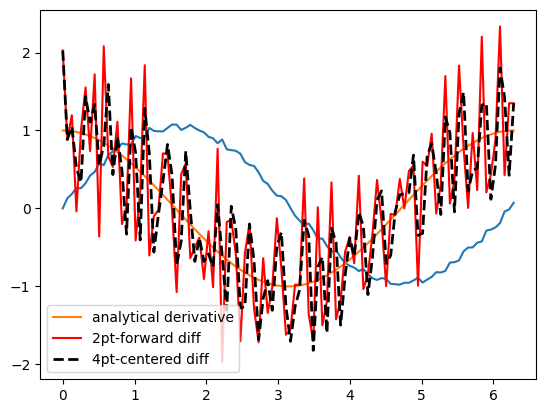 2
1
0
−1
−2
analytical derivative
2pt-forward diff
4pt-centered diff
0 1 2 3 4 5 6